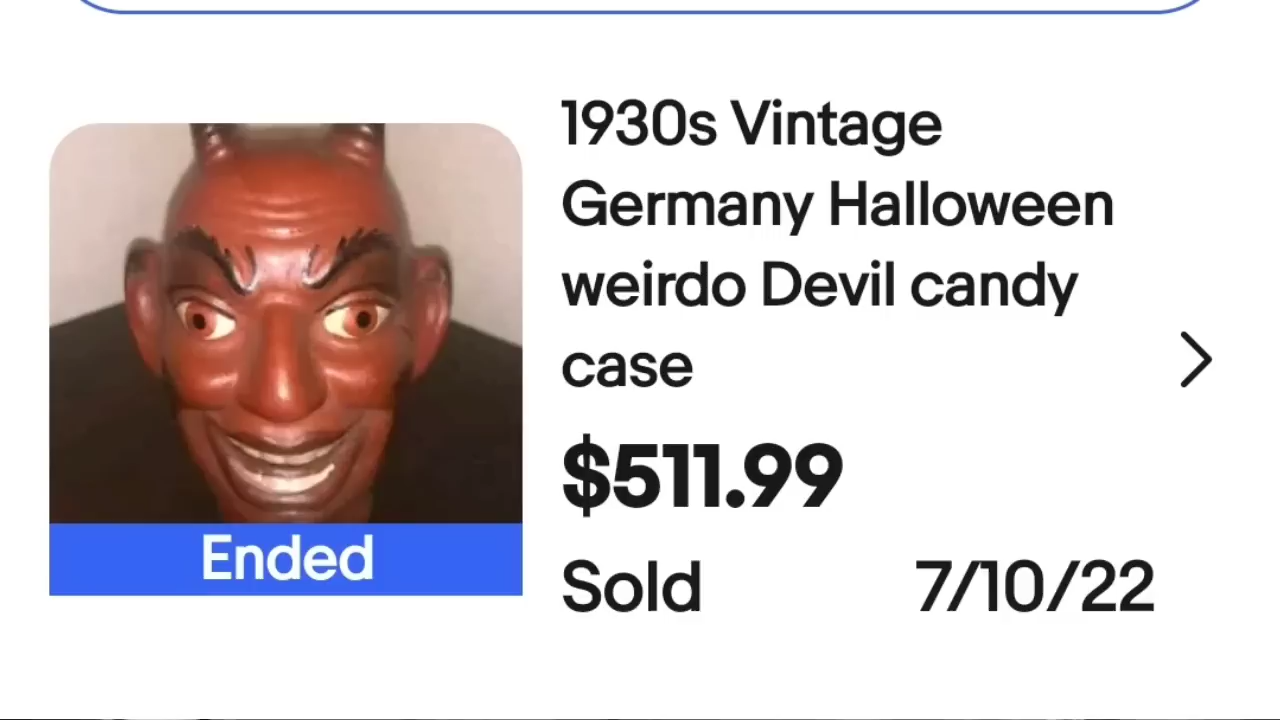 1930s Vintage
Germany Halloween
weirdo Devil candy
case
$511.99
Ended
Sold 7/10/22